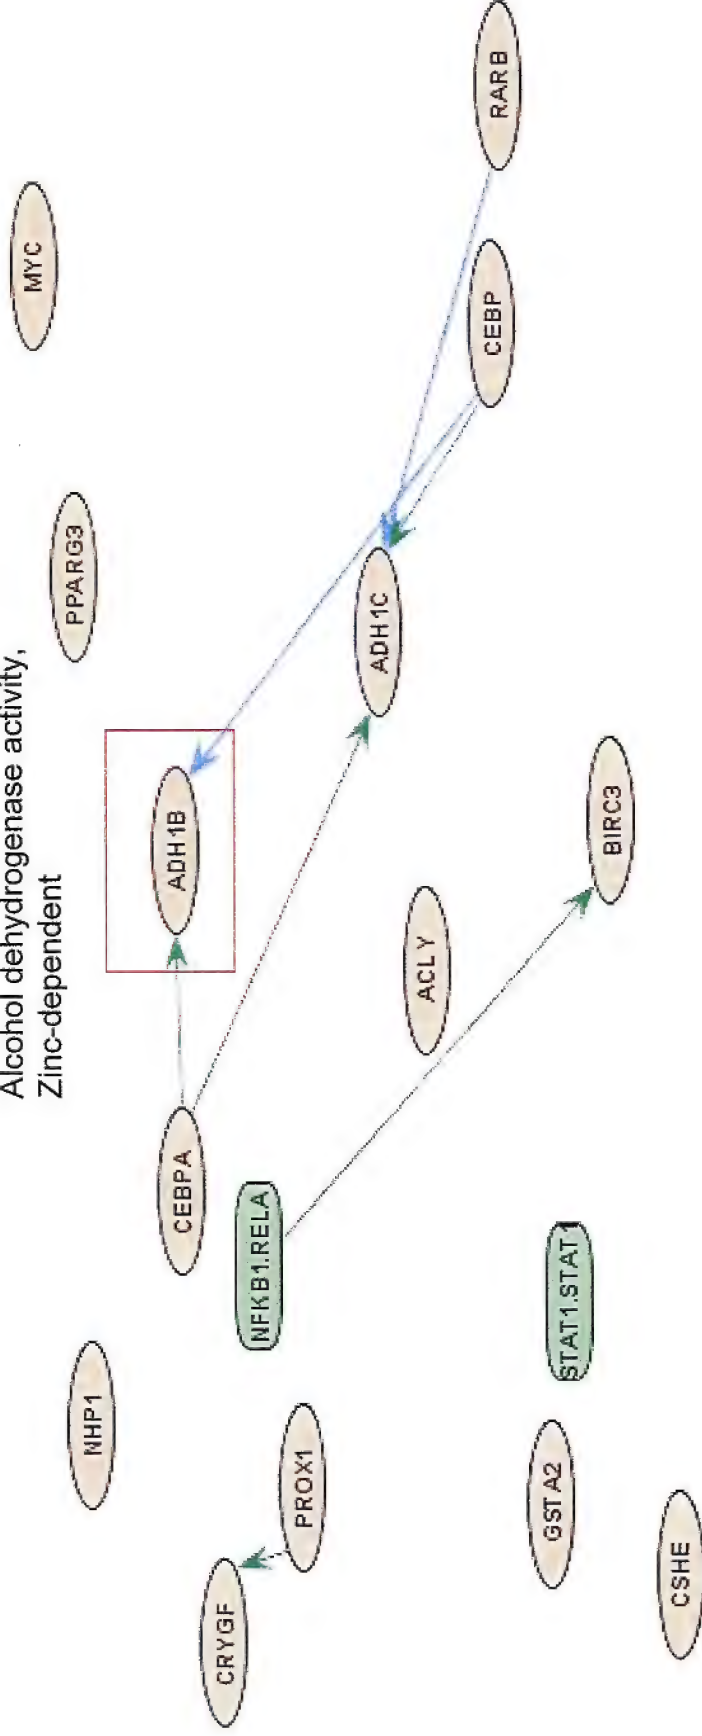 Alcohol dehydrogenase activity,
Zinc-dependent
CRYGF
NHP1
PROX1
CEBPA
NFKB1.RELA
ADH1B
PPARG3
MYC
GSTA2
CSHE
STAT1.STAT1
ACLY
BIRC3
ADH1C
CEBP
RARB